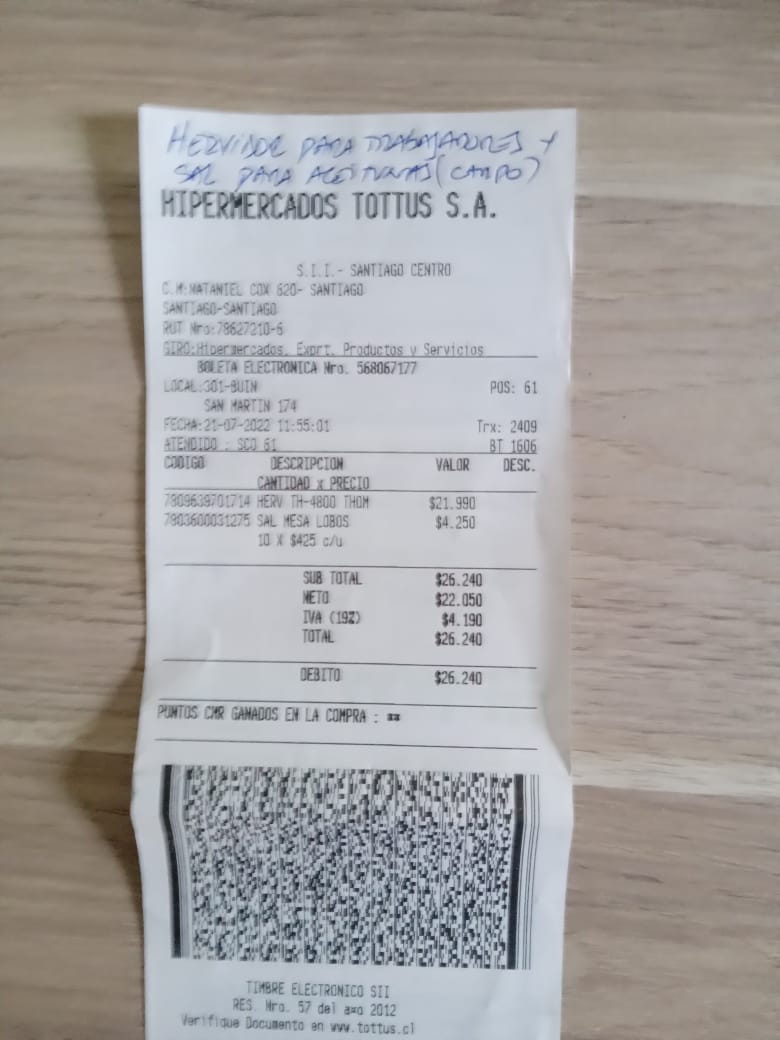 HERVIDOR PARA TRABAJADORES Y
SAL PARA ACEITUNAS (CAMPO)
HIPERMERCADOS TOTTUS S.A.
S.I.I.- SANTIAGO CENTRO
C.M:NATANIEL COX 620- SANTIAGO
SANTIAGO-SANTIAGO
RUT Nro:78627210-6
GIRO:Hipermercados, Exprt. Productos y Servicios
BOLETA ELECTRONICA Nro. 568067177
LOCAL:301-BUIN POS: 61
SAN MARTIN 174
FECHA:21-07-2022 11:55:01 Trx: 2409
ATENDIDO : SCO 61 BT 1606
CODIGO DESCRIPCION VALOR DESC.
CANTIDAD x PRECIO
7809639701714 HERV TH-4800 THOM $21.990
7803600031275 SAL MESA LOBOS $4.250
10 X $425 c/u
SUB TOTAL $26.240
NETO $22.050
IVA (19%) $4.190
TOTAL $26.240
DEBITO $26.240
PUNTOS CMR GANADOS EN LA COMPRA : **
TIMBRE ELECTRONICO SII
RES. Nro. 57 del axo 2012
Verifique Documento en www.tottus.cl